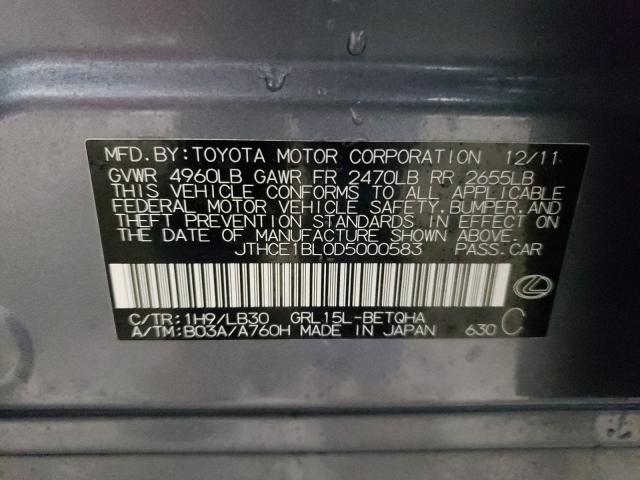 MFD.BY:TOYOTA MOTOR CORPORATION 12/11
GVWR 4960LB GAWR FR 2470LB RR 2655LB
THIS VEHICLE CONFORMS TO ALL APPLICABLE
FEDERAL MOTOR VEHICLE SAFETY,BUMPER,AND
THEFT PREVENTION STANDARDS IN EFFECT ON
THE DATE OF MANUFACTURE SHOWN ABOVE.
JTHCE1BL0D5000583 PASS.CAR
C/TR:1H9/LB30 GRL15L-BETQHA
A/TM:B03A/A760H MADE IN JAPAN 630 C